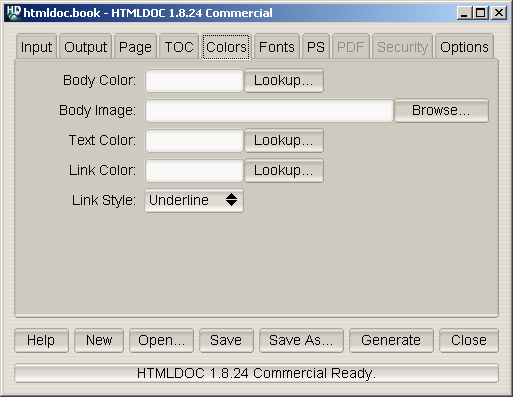 htmldoc.book - HTMLDOC 1.8.24 Commercial
Input Output Page TOC Colors Fonts PS PDF Security Options
Body Color: Lookup...
Body Image: Browse...
Text Color: Lookup...
Link Color: Lookup...
Link Style: Underline
Help New Open... Save Save As... Generate Close
HTMLDOC 1.8.24 Commercial Ready.